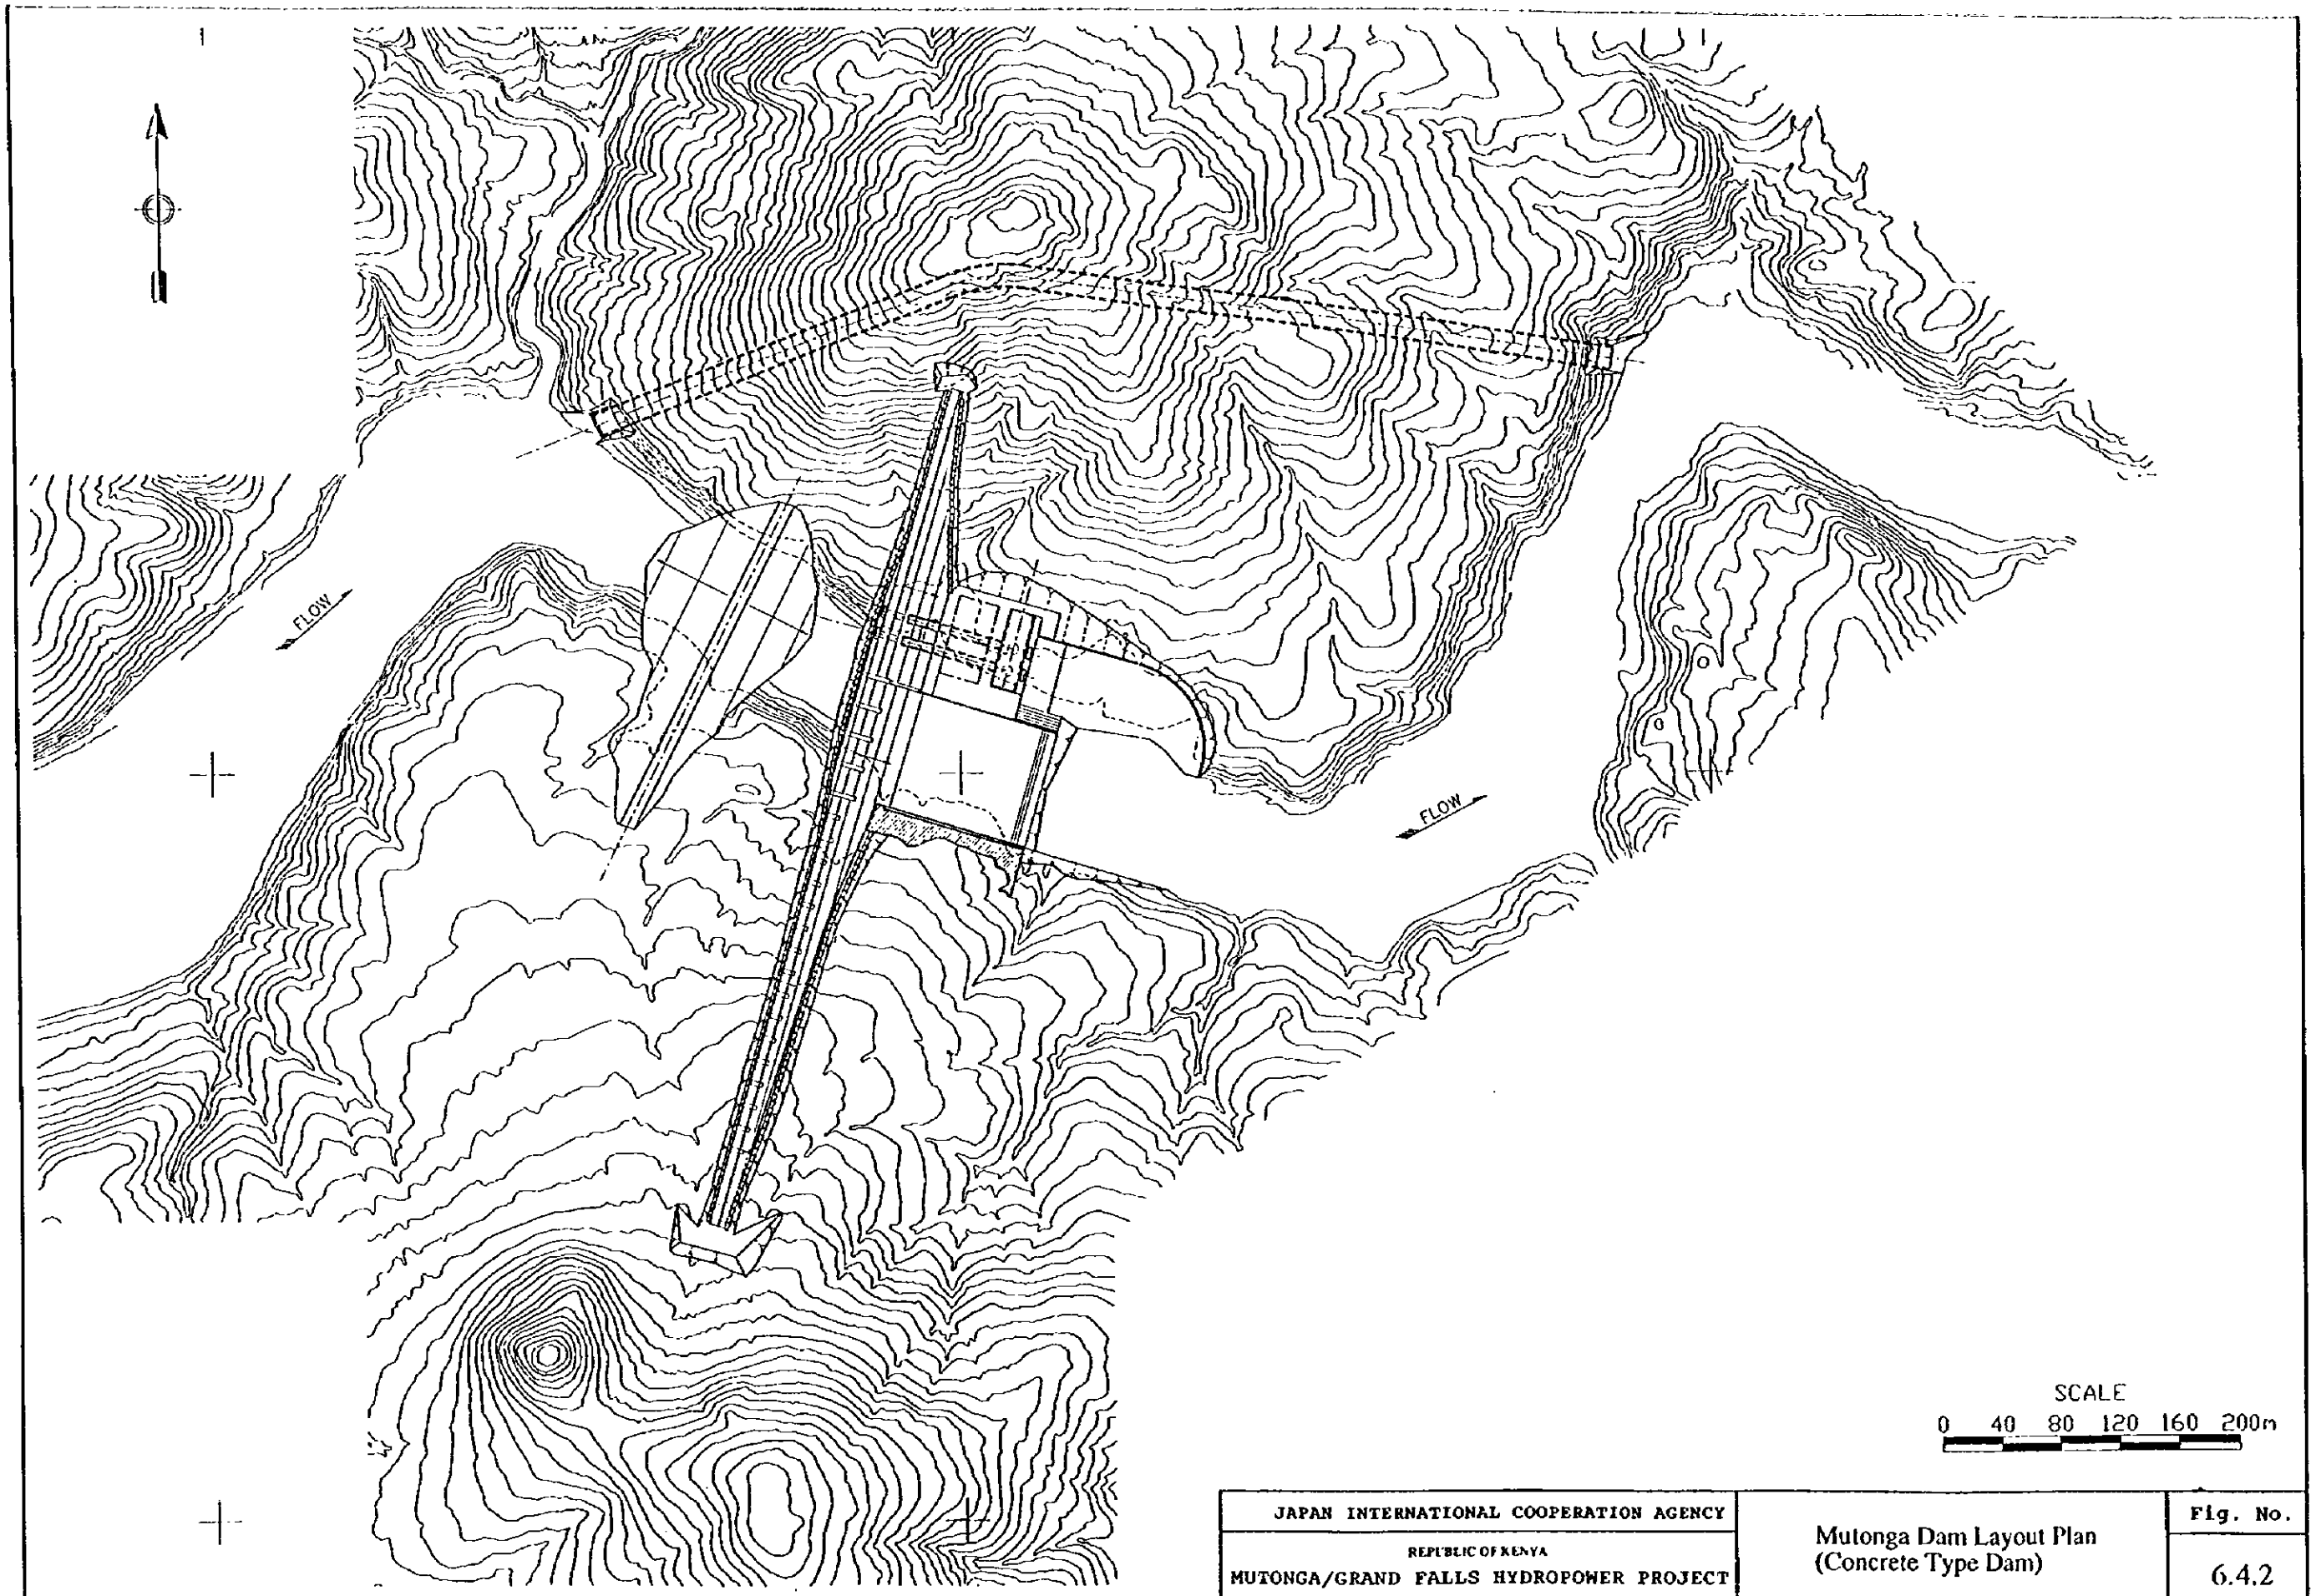 FLOW
FLOW
SCALE
0 40 80 120 160 200m
JAPAN INTERNATIONAL COOPERATION AGENCY
REPUBLIC OF KENYA
MUTONGA/GRAND FALLS HYDROPOWER PROJECT
Mutonga Dam Layout Plan
(Concrete Type Dam)
Fig. No.
6.4.2